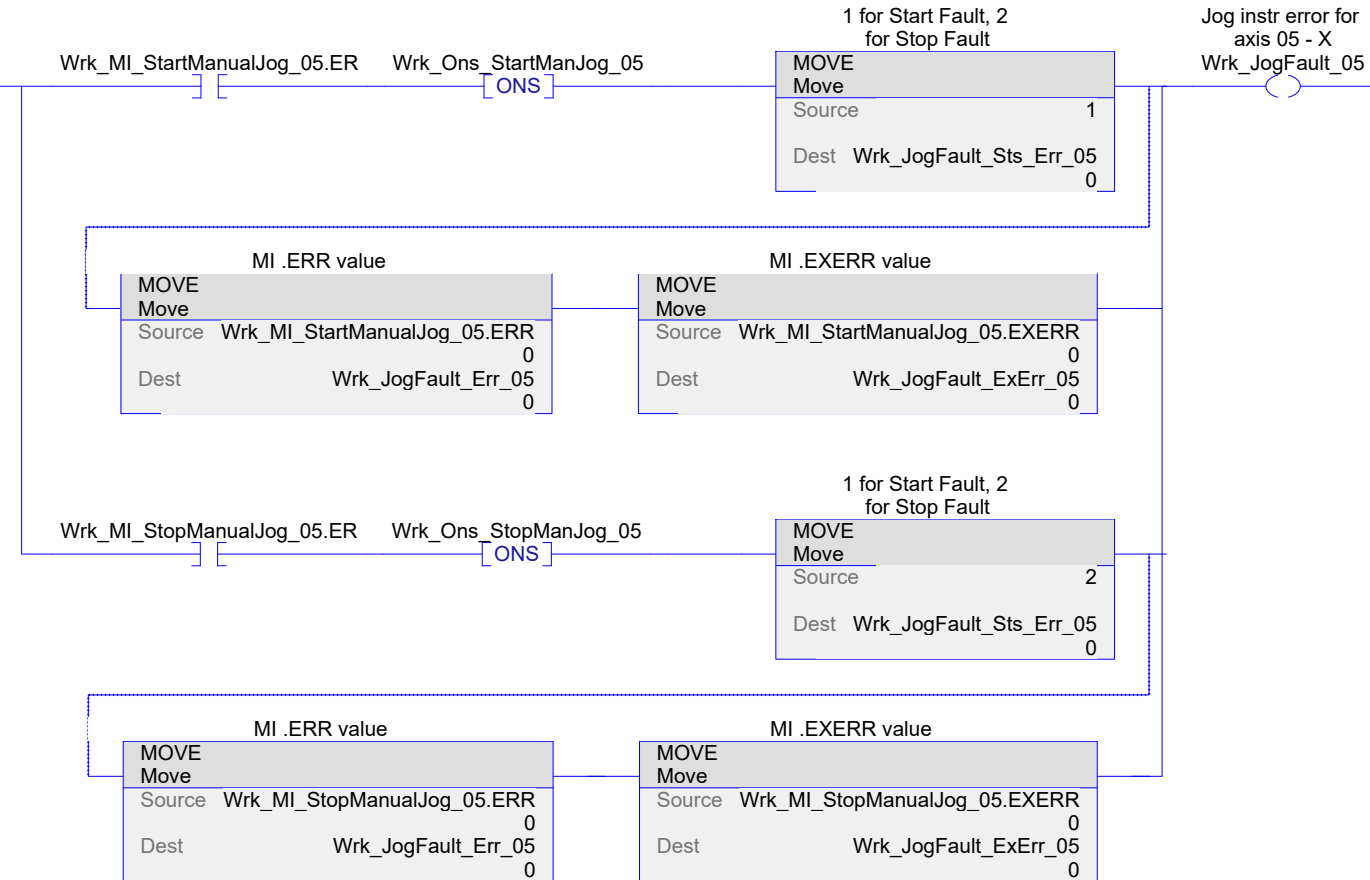 1 for Start Fault, 2
for Stop Fault
Jog instr error for
axis 05 - X
Wrk_MI_StartManualJog_05.ER
Wrk_Ons_StartManJog_05
Wrk_JogFault_05
ONS
MOVE
Move
Source 1
Dest Wrk_JogFault_Sts_Err_05
0
MI .ERR value
MOVE
Move
Source Wrk_MI_StartManualJog_05.ERR
0
Dest Wrk_JogFault_Err_05
0
MI .EXERR value
MOVE
Move
Source Wrk_MI_StartManualJog_05.EXERR
0
Dest Wrk_JogFault_ExErr_05
0
1 for Start Fault, 2
for Stop Fault
Wrk_MI_StopManualJog_05.ER
Wrk_Ons_StopManJog_05
ONS
MOVE
Move
Source 2
Dest Wrk_JogFault_Sts_Err_05
0
MI .ERR value
MOVE
Move
Source Wrk_MI_StopManualJog_05.ERR
0
Dest Wrk_JogFault_Err_05
0
MI .EXERR value
MOVE
Move
Source Wrk_MI_StopManualJog_05.EXERR
0
Dest Wrk_JogFault_ExErr_05
0